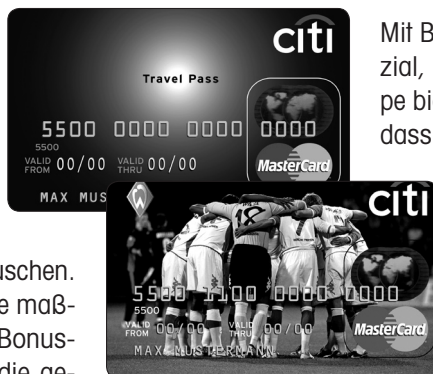 citi
Mit B
zial,
pe bi
dass
Travel Pass
5500 0000 0000 0000
5500
VALID FROM 00/00 VALID THRU 00/00
MasterCard
MAX MUS
citi
uschen.
e maß-
Bonus-
die ge-
5500 1100 0000 0000
5500
VALID FROM 00/00 VALID THRU 00/00
MasterCard
MAX MUSTERMANN